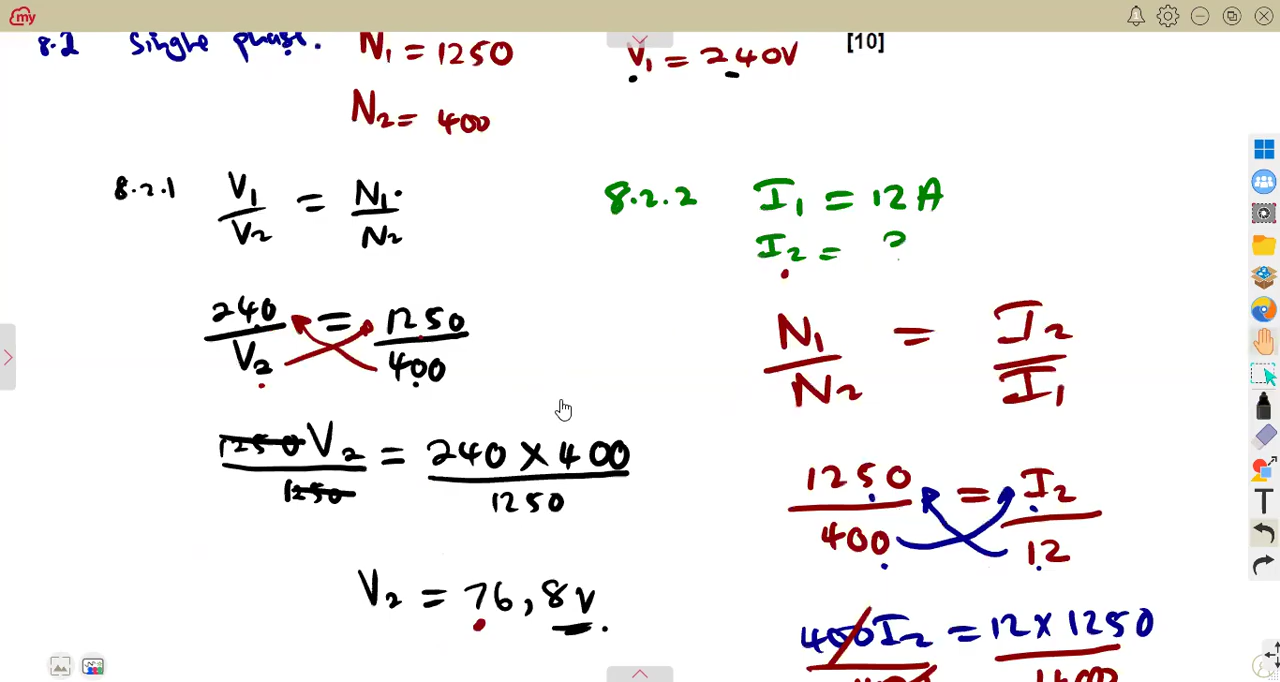 my
8.2 Single phase. N₁ = 1250 V₁ = 240V [10]
N₂ = 400
8.2.1 V₁/V₂ = N₁/N₂
240/V₂ = 1250/400
1250 V₂/1250 = 240 × 400/1250
V₂ = 76,8V
8.2.2 I₁ = 12A
I₂ = ?
N₁/N₂ = I₂/I₁
1250/400 = I₂/12
400I₂ = 12 × 1250